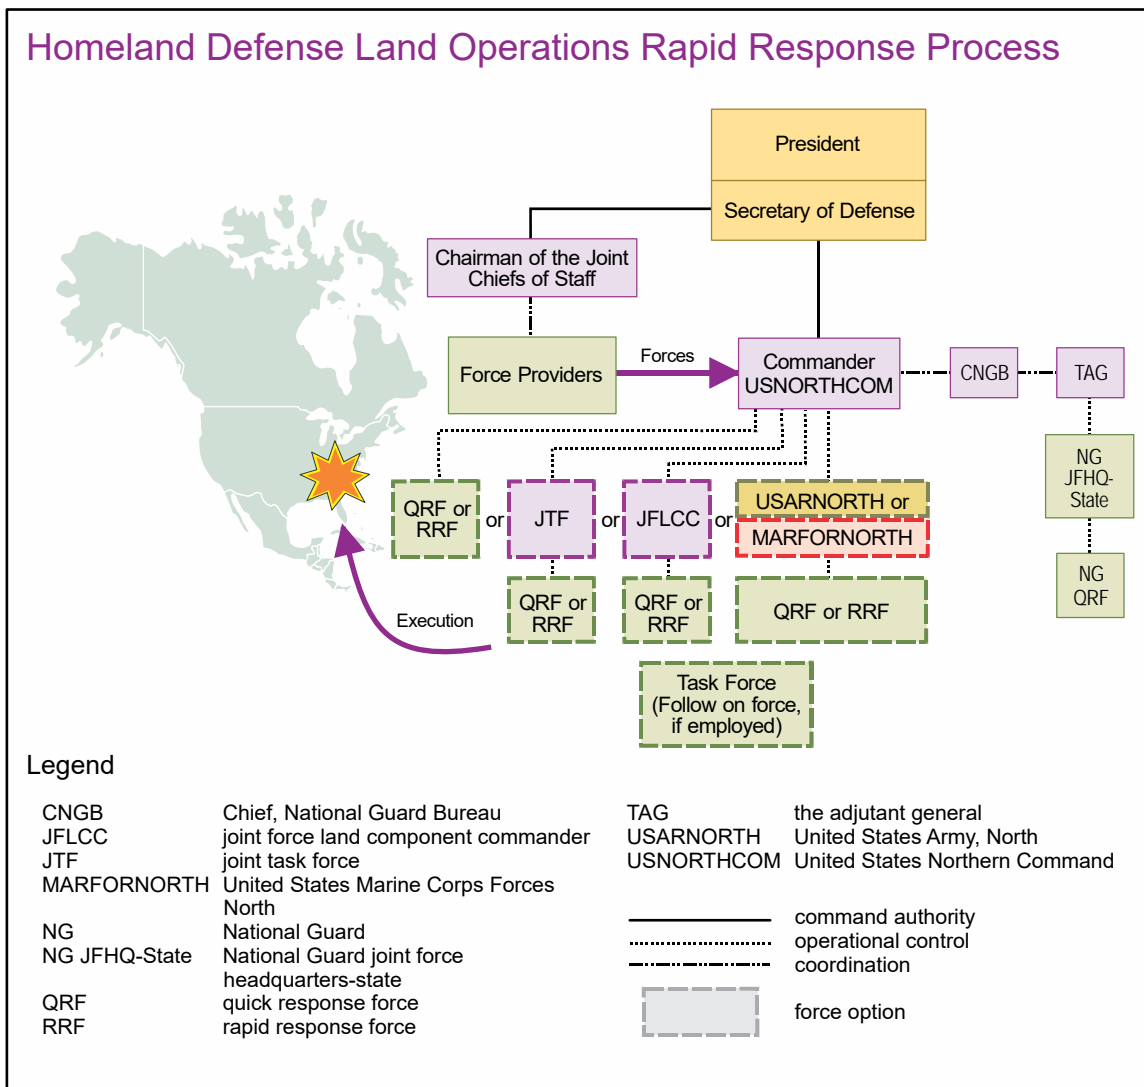 Homeland Defense Land Operations Rapid Response Process
President
Secretary of Defense
Chairman of the Joint
Chiefs of Staff
Force Providers
Forces
Commander
USNORTHCOM
CNGB
TAG
NG
JFHQ-
State
NG
QRF
QRF or
RRF
or
JTF
or
JFLCC
or
USARNORTH or
MARFORNORTH
QRF or
RRF
QRF or
RRF
QRF or RRF
Execution
Task Force
(Follow on force,
if employed)
Legend
CNGB Chief, National Guard Bureau
JFLCC joint force land component commander
JTF joint task force
MARFORNORTH United States Marine Corps Forces
North
NG National Guard
NG JFHQ-State National Guard joint force
headquarters-state
QRF quick response force
RRF rapid response force
TAG the adjutant general
USARNORTH United States Army, North
USNORTHCOM United States Northern Command
command authority
operational control
coordination
force option